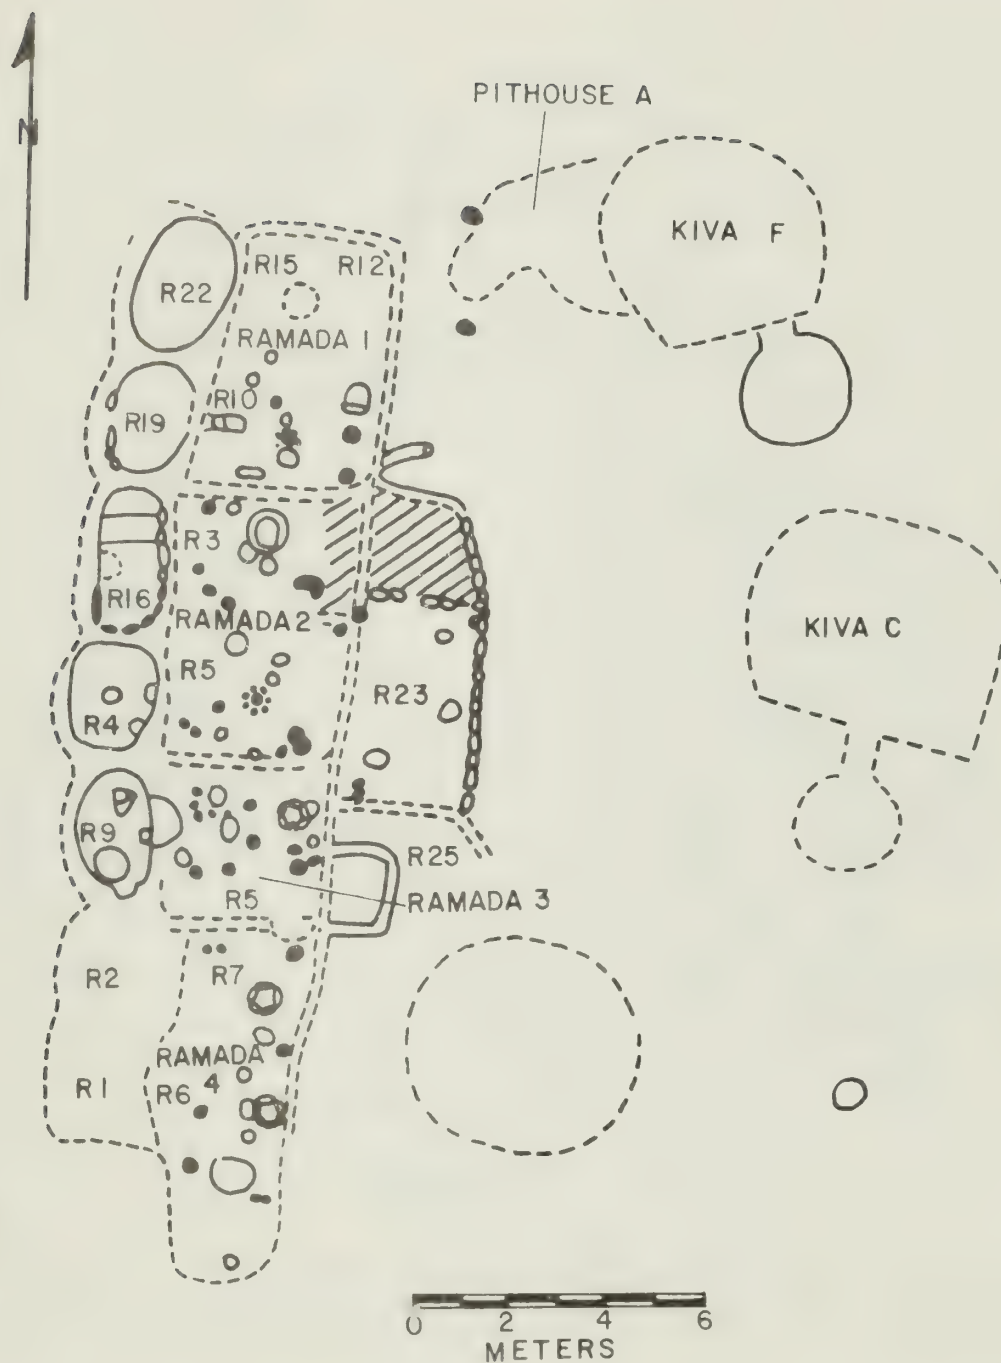 PITHOUSE A
N
KIVA F
R15 R12
R22
RAMADA 1
R10
R19
R3
R16
RAMADA 2
KIVA C
R5
R23
R4
R9
R25
R5
RAMADA 3
R2
R7
RAMADA
4
R1
R6
0 2 4 6
METERS